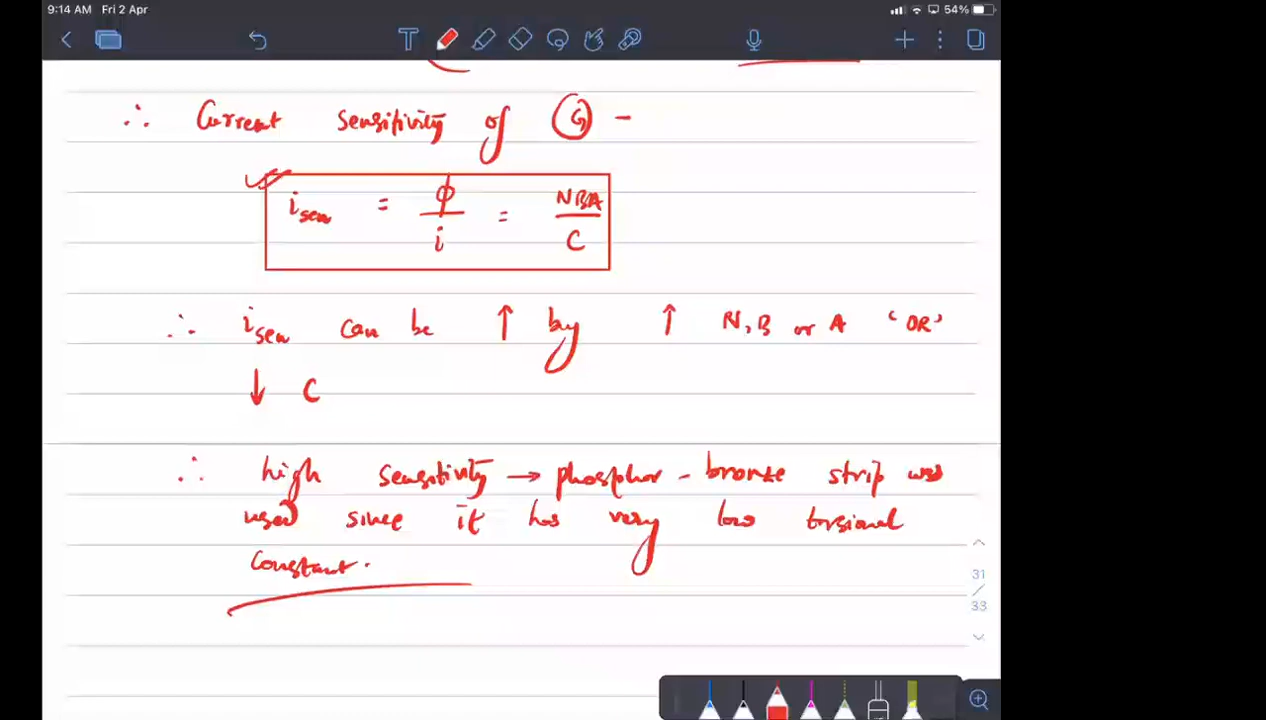 9:14 AM Fri 2 Apr
54%
∴ Current sensitivity of G -
i_sen = ϕ/i = NBA/C
∴ i_sen can be ↑ by ↑ N, B or A 'OR'
↓ C
∴ high sensitivity → phosphor - bronze strip was
used since it has very low torsional
constant.
31
33